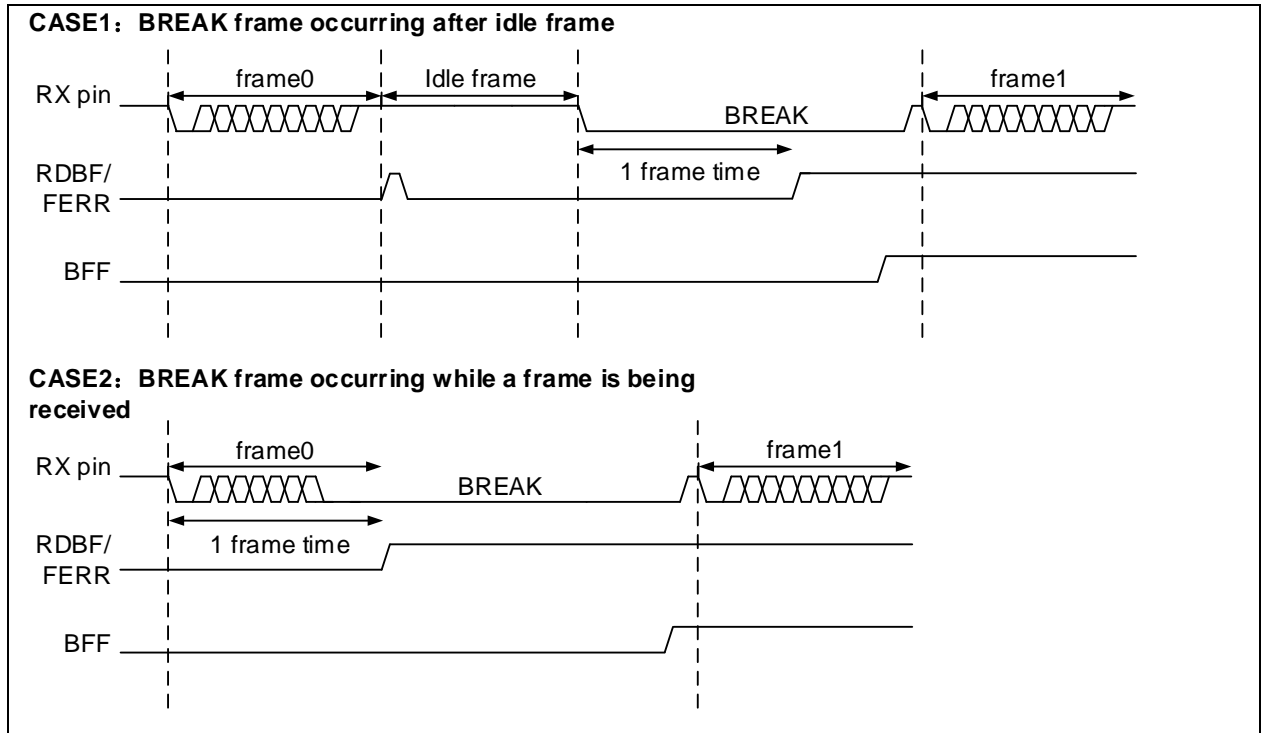 CASE1：BREAK frame occurring after idle frame
frame0
Idle frame
frame1
RX pin
BREAK
1 frame time
RDBF/
FERR
BFF
CASE2：BREAK frame occurring while a frame is being
received
frame0
frame1
RX pin
BREAK
1 frame time
RDBF/
FERR
BFF